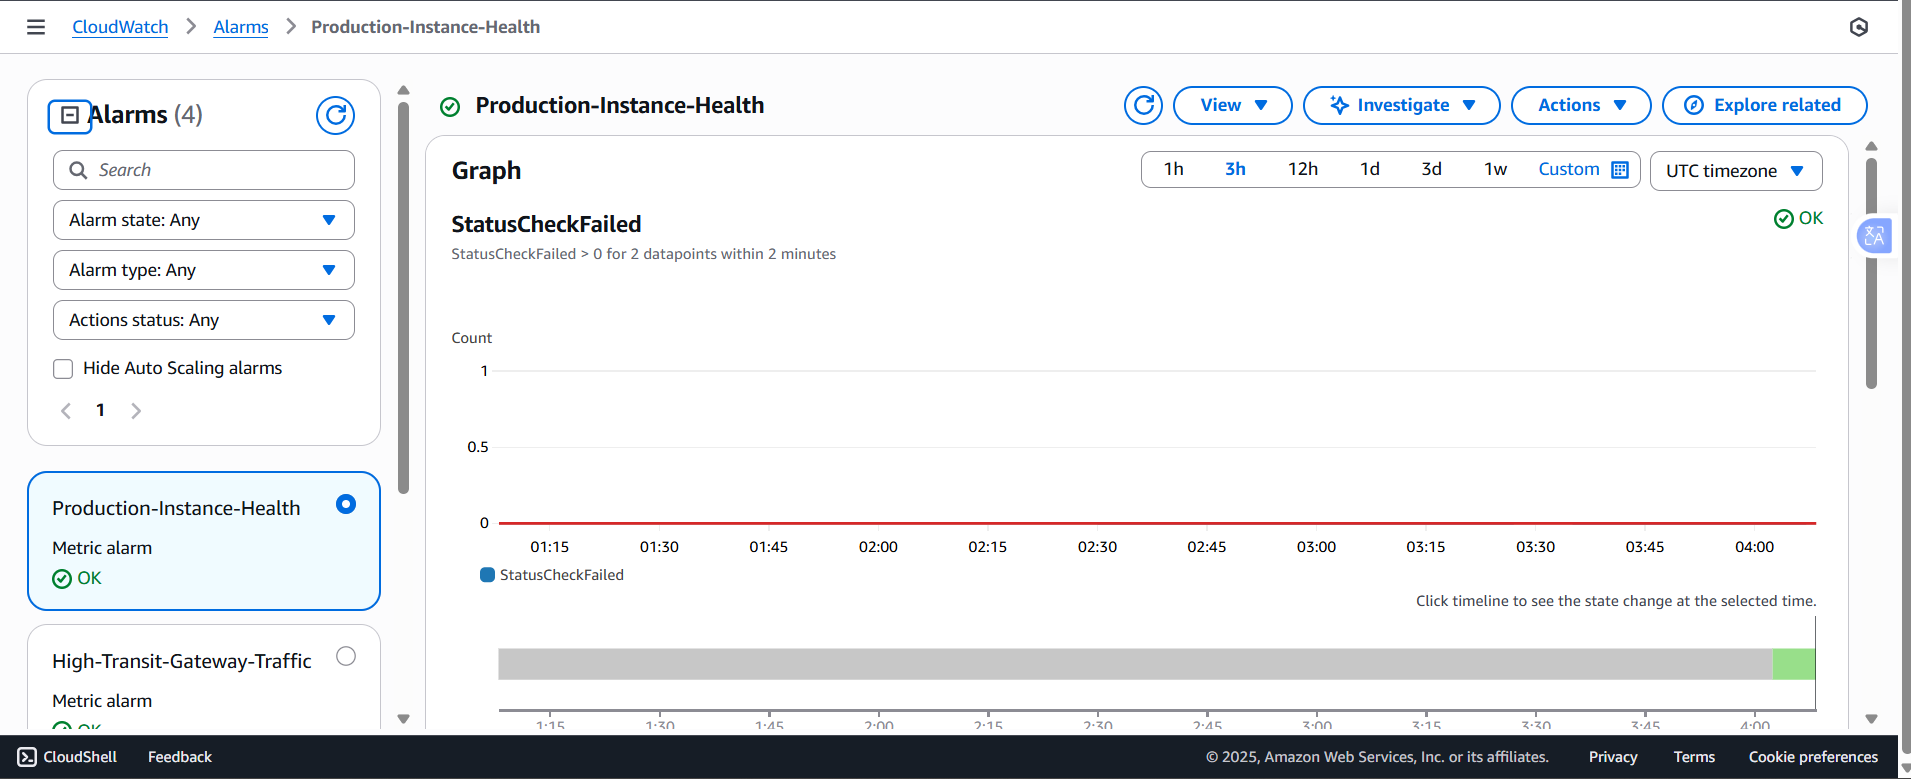 CloudWatch > Alarms > Production-Instance-Health
Alarms (4)
Search
Alarm state: Any
Alarm type: Any
Actions status: Any
Hide Auto Scaling alarms
1
Production-Instance-Health
Metric alarm
OK
High-Transit-Gateway-Traffic
Metric alarm
OK
Production-Instance-Health
View
Investigate
Actions
Explore related
Graph
1h 3h 12h 1d 3d 1w Custom
UTC timezone
StatusCheckFailed
OK
StatusCheckFailed > 0 for 2 datapoints within 2 minutes
Count
1
0.5
0
01:15 01:30 01:45 02:00 02:15 02:30 02:45 03:00 03:15 03:30 03:45 04:00
StatusCheckFailed
Click timeline to see the state change at the selected time.
1:15 1:30 1:45 2:00 2:15 2:30 2:45 3:00 3:15 3:30 3:45 4:00
CloudShell Feedback
© 2025, Amazon Web Services, Inc. or its affiliates. Privacy Terms Cookie preferences